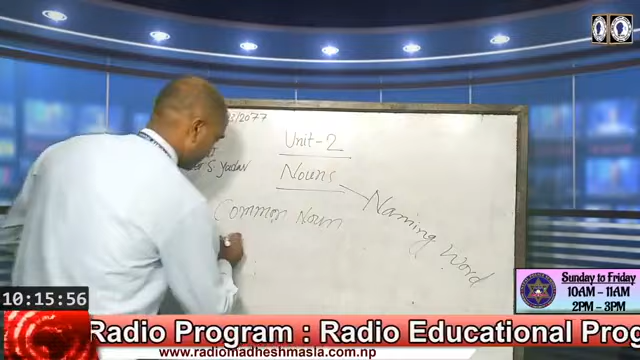 3/2077
Unit-2
S. Yadav
Nouns
Naming Word
Common Noun
Sunday to Friday
10AM - 11AM
2PM - 3PM
10:15:56
Radio Program : Radio Educational Prog
www.radiomadheshmasla.com.np